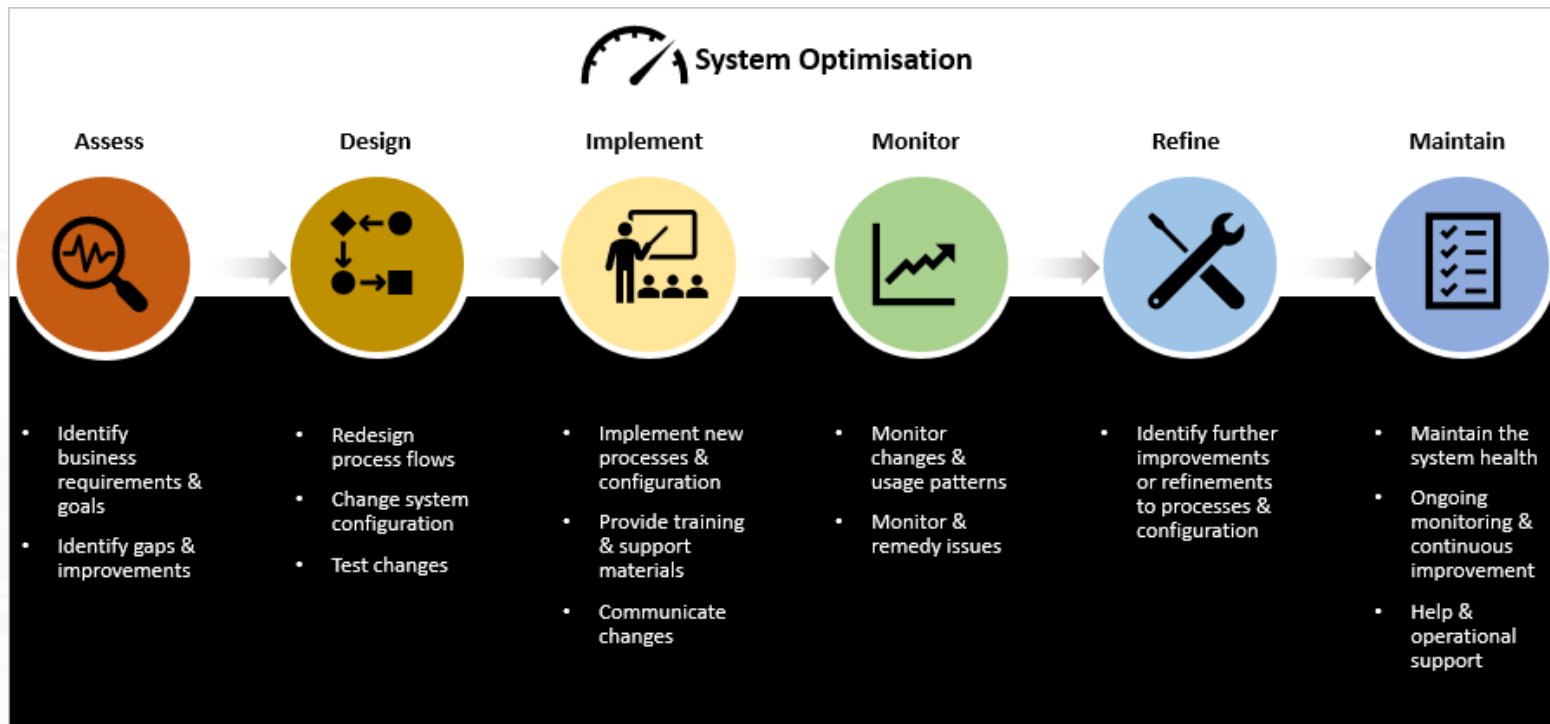 System Optimisation
Assess
Design
Implement
Monitor
Refine
Maintain
• Identify
business
requirements &
goals
• Identify gaps &
improvements
• Redesign
process flows
• Change system
configuration
• Test changes
• Implement new
processes &
configuration
• Provide training
& support
materials
• Communicate
changes
• Monitor
changes &
usage patterns
• Monitor &
remedy issues
• Identify further
improvements
or refinements
to processes &
configuration
• Maintain the
system health
• Ongoing
monitoring &
continuous
improvement
• Help &
operational
support